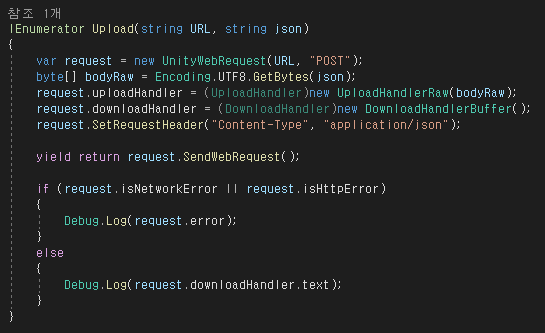 참조 1개
IEnumerator Upload(string URL, string json)
{
    var request = new UnityWebRequest(URL, "POST");
    byte[] bodyRaw = Encoding.UTF8.GetBytes(json);
    request.uploadHandler = (UploadHandler)new UploadHandlerRaw(bodyRaw);
    request.downloadHandler = (DownloadHandler)new DownloadHandlerBuffer();
    request.SetRequestHeader("Content-Type", "application/json");

    yield return request.SendWebRequest();

    if (request.isNetworkError || request.isHttpError)
    {
        Debug.Log(request.error);
    }
    else
    {
        Debug.Log(request.downloadHandler.text);
    }
}